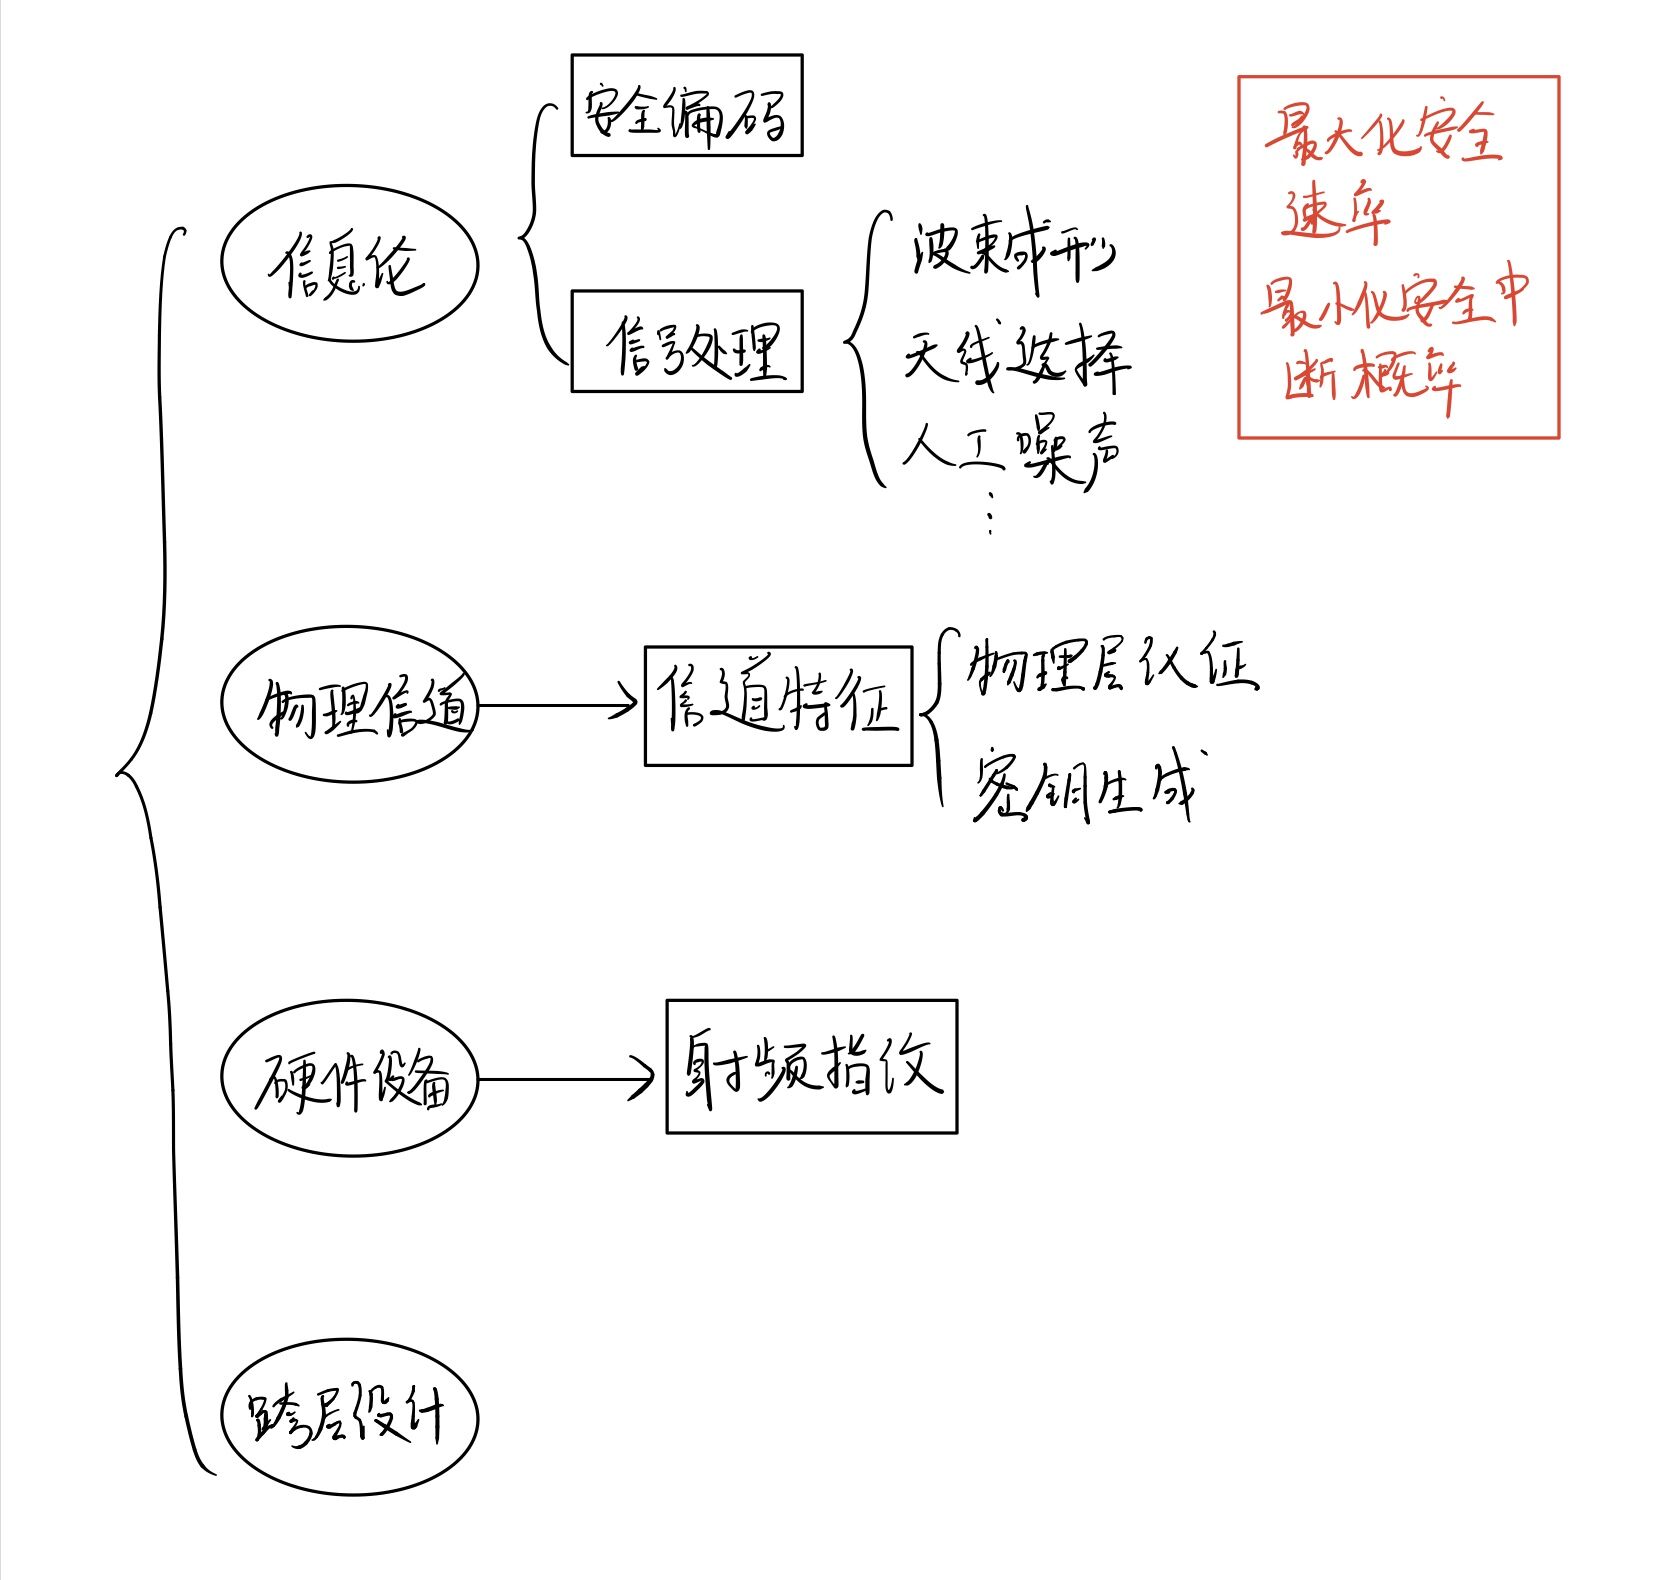 安全编码
信息论
信号处理
波束成形
天线选择
人工噪声
⋮
最大化安全
速率
最小化安全中
断概率
物理信道
信道特征
物理层认证
密钥生成
硬件设备
射频指纹
跨层设计